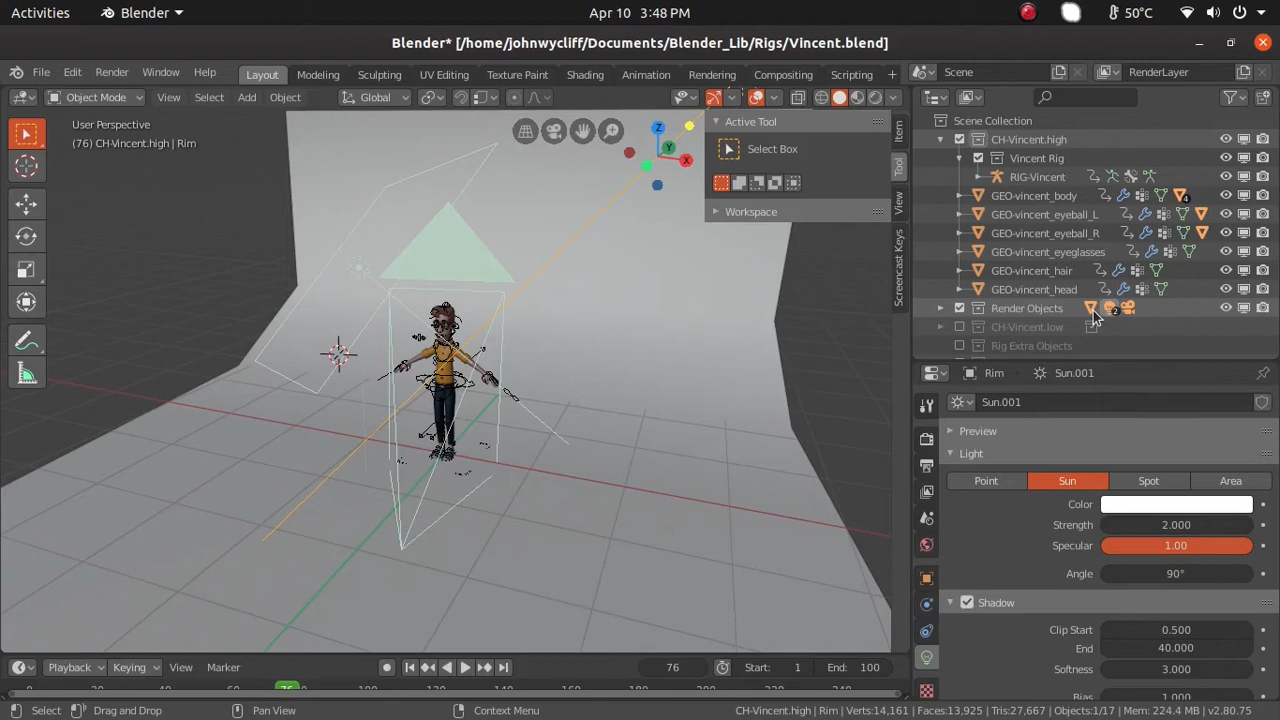 Activities Blender Apr 10 3:48 PM 50°C
Blender* [/home/johnwycliff/Documents/Blender_Lib/Rigs/Vincent.blend]
File Edit Render Window Help Layout Modeling Sculpting UV Editing Texture Paint Shading Animation Rendering Compositing Scripting + Scene RenderLayer
Object Mode View Select Add Object Global
User Perspective
(76) CH-Vincent.high | Rim
Z
Y
X
Active Tool
Select Box
Workspace
Item
Tool
View
Screencast Keys
Scene Collection
CH-Vincent.high
Vincent Rig
RIG-Vincent
GEO-vincent_body 4
GEO-vincent_eyeball_L
GEO-vincent_eyeball_R
GEO-vincent_eyeglasses
GEO-vincent_hair
GEO-vincent_head
Render Objects 2
CH-Vincent.low
Rig Extra Objects
Rim Sun.001
Sun.001
Preview
Light
Point Sun Spot Area
Color
Strength 2.000
Specular 1.00
Angle 90°
Shadow
Clip Start 0.500
End 40.000
Softness 3.000
Bias 1.000
Playback Keying View Marker 76 Start: 1 End: 100
76
Select Drag and Drop Pan View Context Menu CH-Vincent.high | Rim | Verts:14,161 | Faces:13,925 | Tris:27,667 | Objects:1/17 | Mem: 224.4 MB | v2.80.75